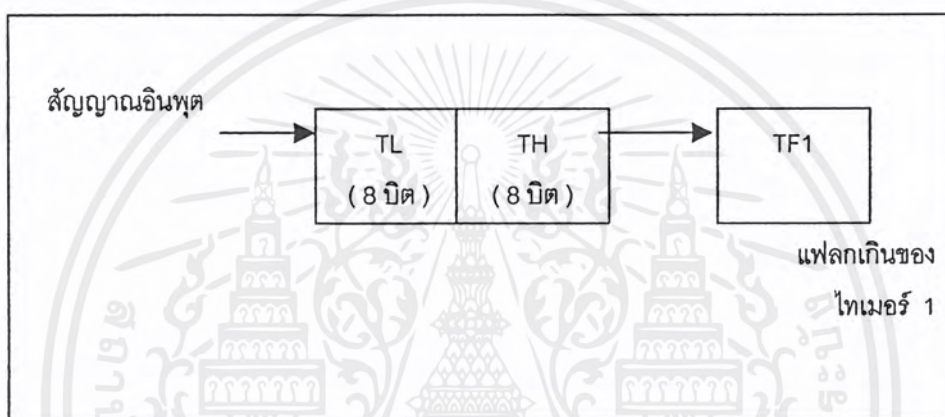 สัญญาณอินพุต
TL TH TF1
(8 บิต) (8 บิต)
แฟลกเกินของ
ไทเมอร์ 1